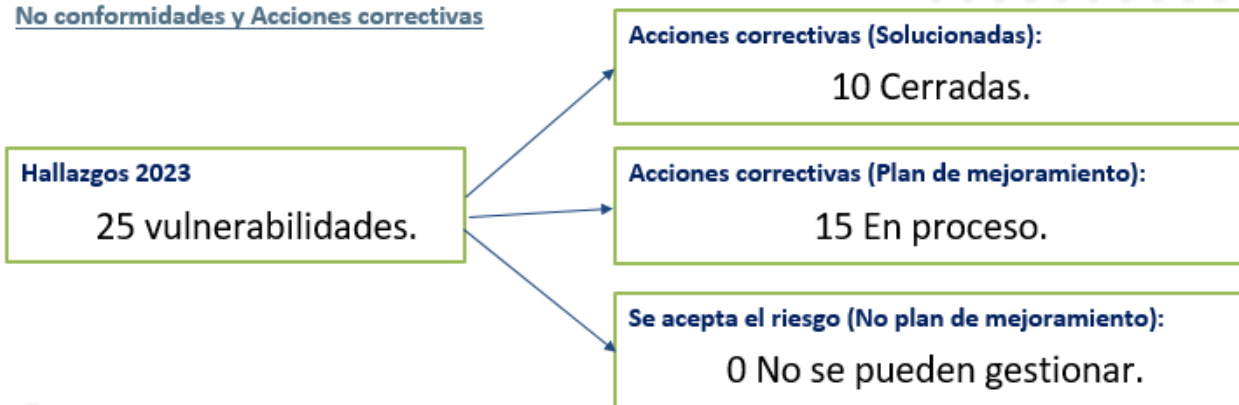 No conformidades y Acciones correctivas
Acciones correctivas (Solucionadas):
10 Cerradas.
Hallazgos 2023
25 vulnerabilidades.
Acciones correctivas (Plan de mejoramiento):
15 En proceso.
Se acepta el riesgo (No plan de mejoramiento):
0 No se pueden gestionar.